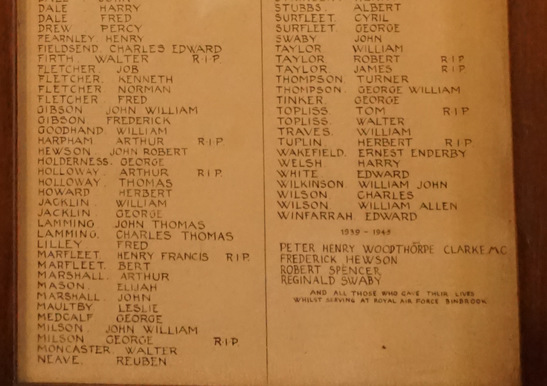 DALE HARRY
DALE FRED
DREW PERCY
FEARNLEY HENRY
FIELDSEND. CHARLES EDWARD
FIRTH. WALTER R.I.P.
FLETCHER JOB
FLETCHER. KENNETH
FLETCHER NORMAN
FLETCHER FRED
GIBSON JOHN WILLIAM
GIBSON FREDERICK
GOODHAND WILLIAM
HARPHAM ARTHUR R.I.P.
HEWSON. JOHN ROBERT
HOLDERNESS. GEORGE
HOLLOWAY. ARTHUR R.I.P.
HOLLOWAY. THOMAS
HOWARD HERBERT
JACKLIN WILLIAM
JACKLIN GEORGE
LAMMING JOHN THOMAS
LAMMING. CHARLES THOMAS
LILLEY FRED
MARFLEET HENRY FRANCIS R.I.P.
MARFLEET. BERT
MARSHALL. ARTHUR
MASON. ELIJAH
MARSHALL. JOHN
MAULTBY LESLIE
MEDCALF GEORGE
MILSON JOHN WILLIAM
MILSON GEORGE R.I.P.
MONCASTER WALTER
NEAVE. REUBEN
STUBBS. ALBERT
SURFLEET. CYRIL
SURFLEET. GEORGE
SWABY JOHN
TAYLOR WILLIAM
TAYLOR ROBERT R.I.P.
TAYLOR JAMES R.I.P.
THOMPSON. TURNER
THOMPSON. GEORGE WILLIAM
TINKER. GEORGE
TOPLISS. TOM R.I.P.
TOPLISS. WALTER
TRAVES. WILLIAM
TUPLIN HERBERT R.I.P.
WAKEFIELD. ERNEST ENDERBY
WELSH. HARRY
WHITE EDWARD
WILKINSON. WILLIAM JOHN
WILSON. CHARLES
WILSON WILLIAM ALLEN
WINFARRAH EDWARD
1939 - 1945
PETER HENRY WOODTHORPE CLARKE. MC
FREDERICK HEWSON
ROBERT SPENCER
REGINALD SWABY
AND ALL THOSE WHO GAVE THEIR LIVES
WHILST SERVING AT ROYAL AIR FORCE BINBROOK